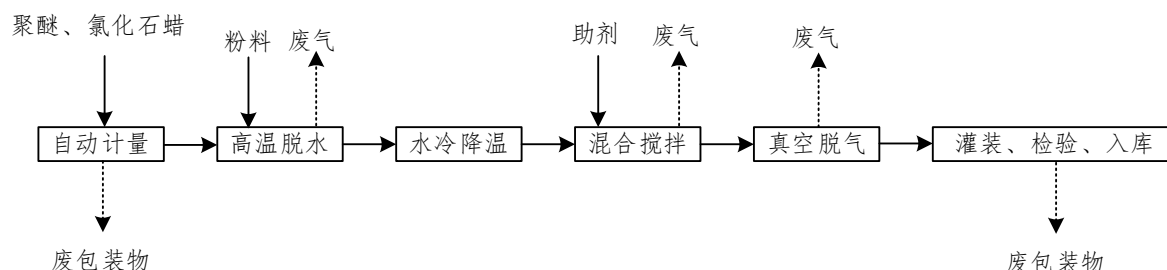 聚醚、氯化石蜡
粉料
废气
助剂
废气
废气
自动计量
高温脱水
水冷降温
混合搅拌
真空脱气
灌装、检验、入库
废包装物
废包装物